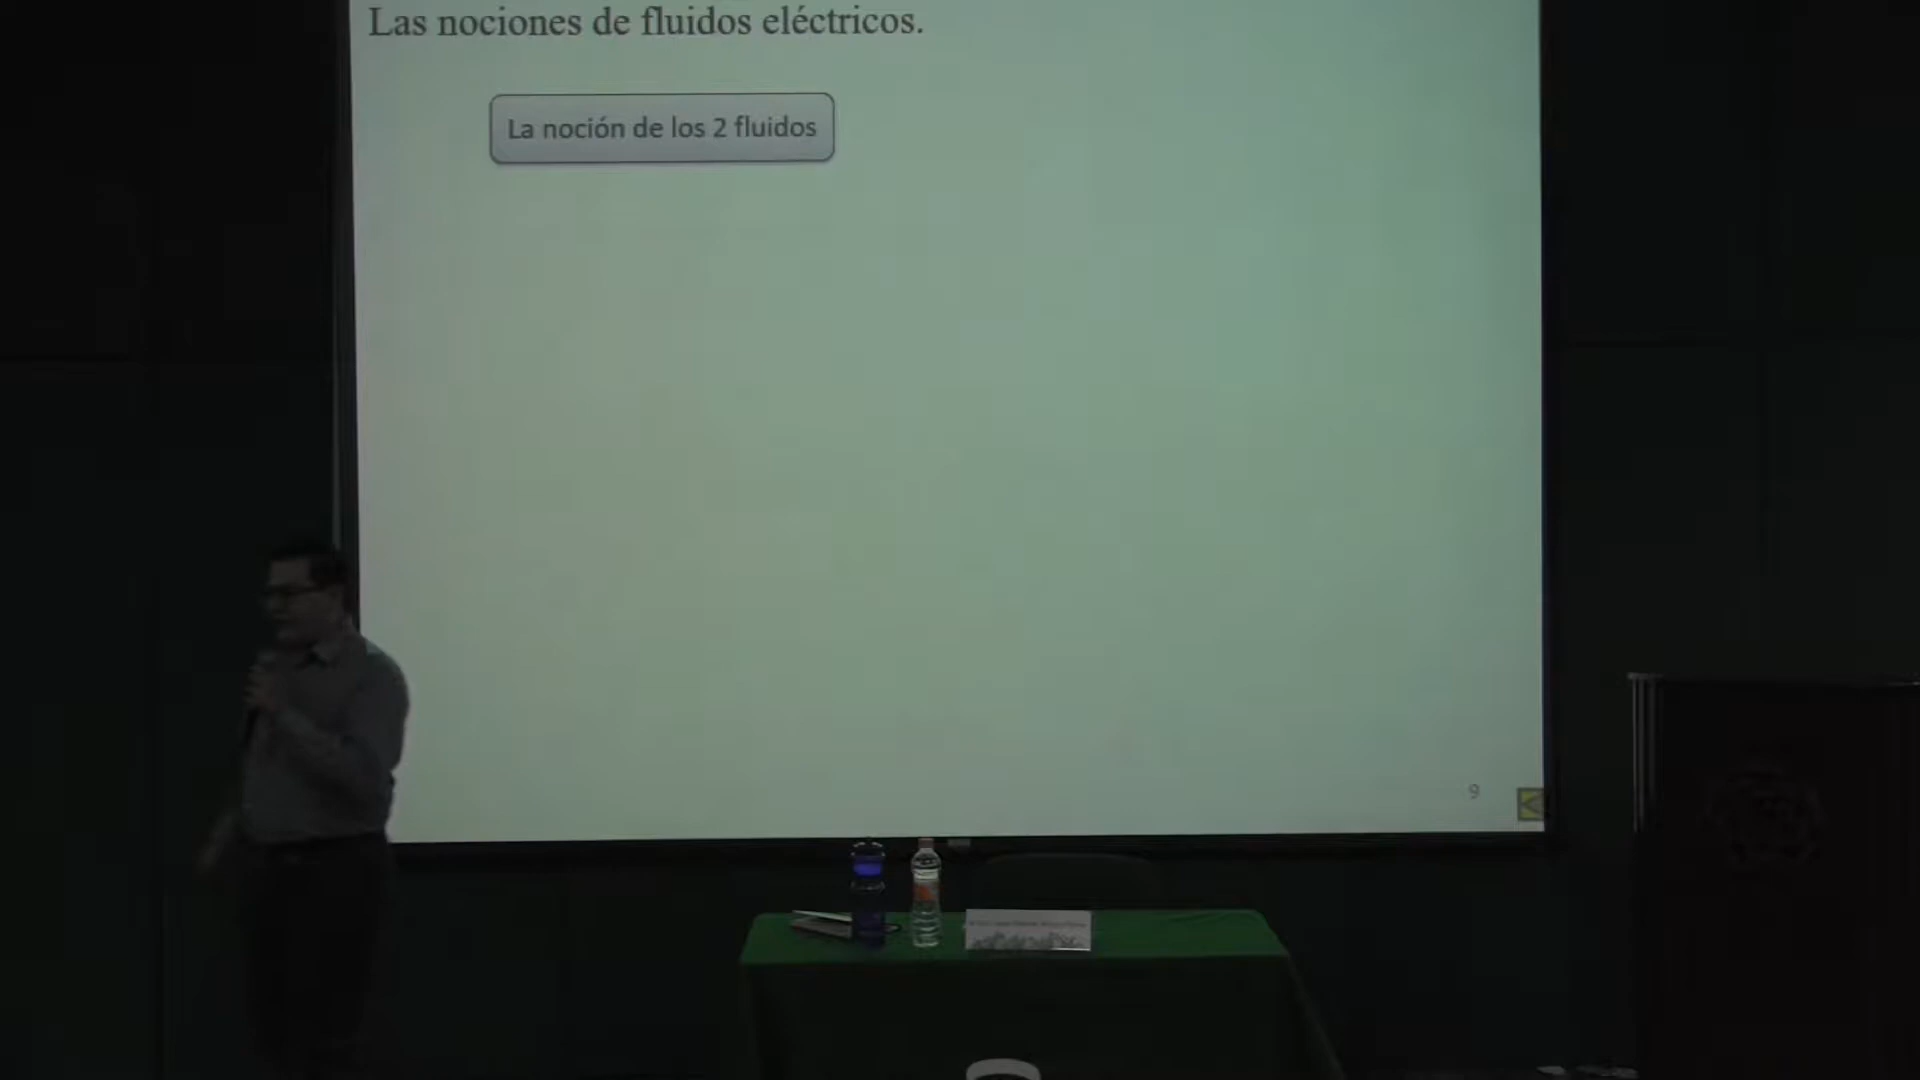 Las nociones de fluidos eléctricos.
La noción de los 2 fluidos
9